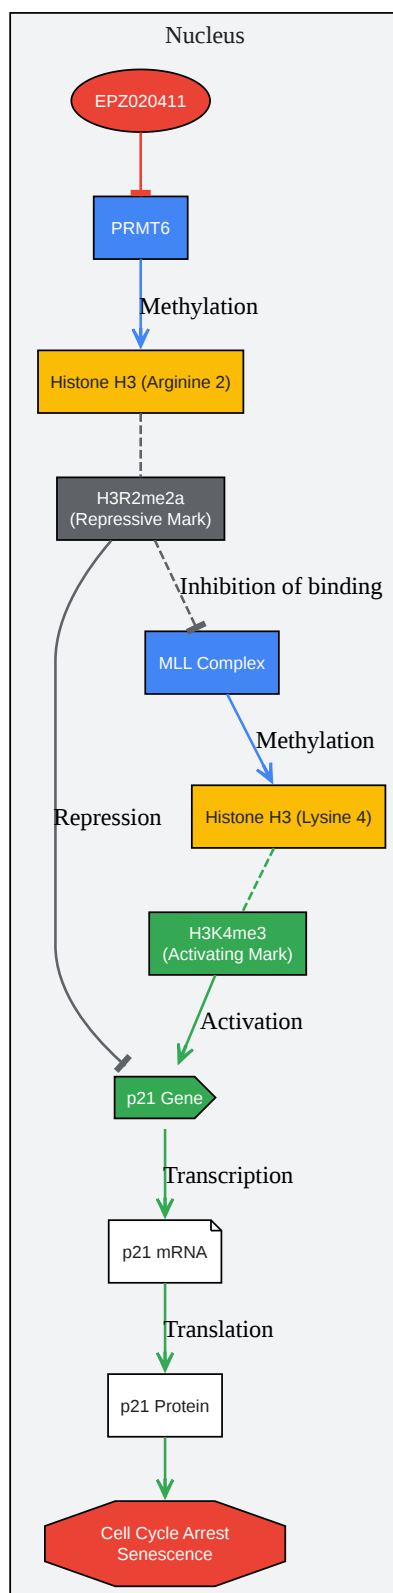 Nucleus
EPZ020411
PRMT6
Methylation
Histone H3 (Arginine 2)
H3R2me2a
(Repressive Mark)
Inhibition of binding
MLL Complex
Methylation
Histone H3 (Lysine 4)
Repression
H3K4me3
(Activating Mark)
Activation
p21 Gene
Transcription
p21 mRNA
Translation
p21 Protein
Cell Cycle Arrest
Senescence